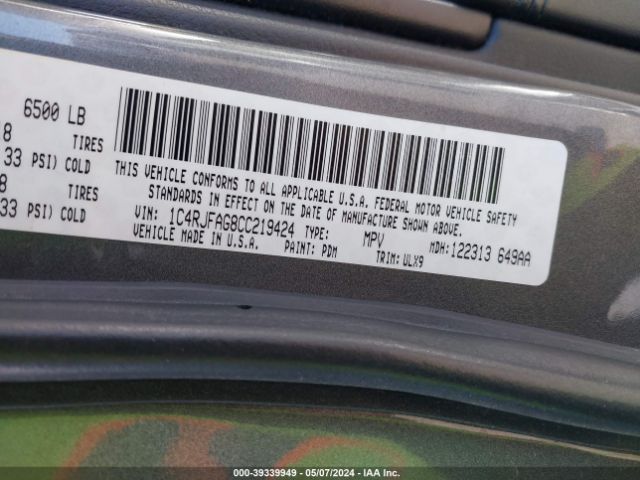 6500 LB
8 TIRES
33 PSI) COLD
8 TIRES
33 PSI) COLD
THIS VEHICLE CONFORMS TO ALL APPLICABLE U.S.A. FEDERAL MOTOR VEHICLE SAFETY
STANDARDS IN EFFECT ON THE DATE OF MANUFACTURE SHOWN ABOVE.
VIN: 1C4RJFAG8CC219424 TYPE: MPV MDH:122313 649AA
VEHICLE MADE IN U.S.A. PAINT: PDM TRIM: ULX9
000-39339949 - 05/07/2024 - IAA Inc.